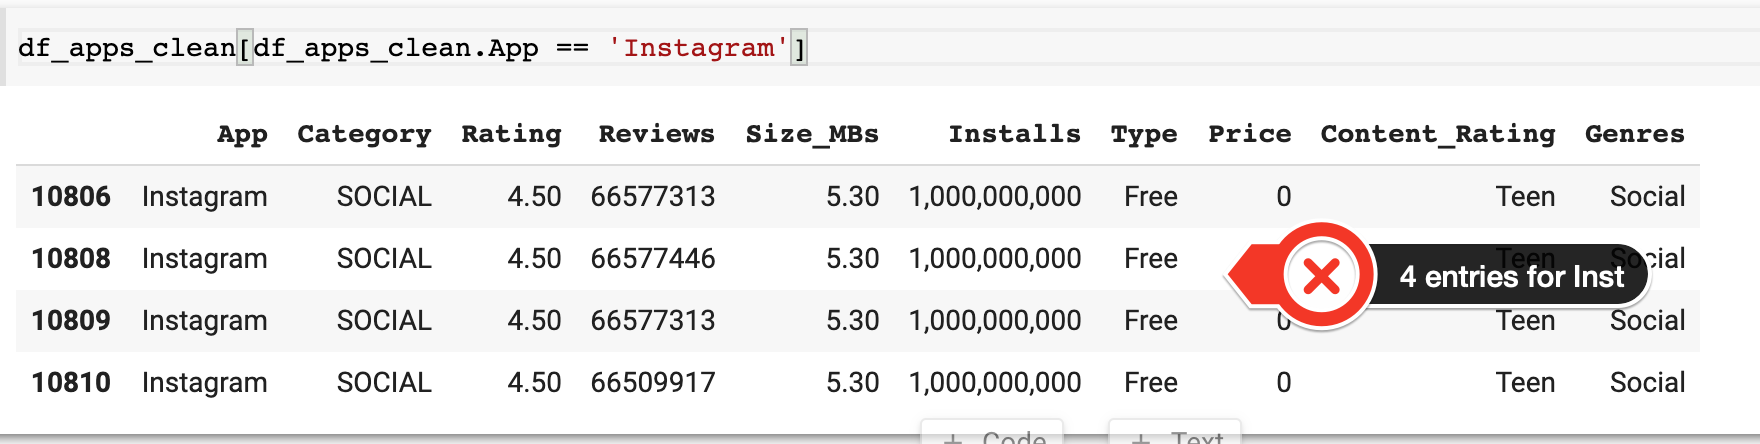 df_apps_clean[df_apps_clean.App == 'Instagram']
App Category Rating Reviews Size_MBs Installs Type Price Content_Rating Genres
10806 Instagram SOCIAL 4.50 66577313 5.30 1,000,000,000 Free 0 Teen Social
10808 Instagram SOCIAL 4.50 66577446 5.30 1,000,000,000 Free Teen Social
4 entries for Inst
10809 Instagram SOCIAL 4.50 66577313 5.30 1,000,000,000 Free 0 Teen Social
10810 Instagram SOCIAL 4.50 66509917 5.30 1,000,000,000 Free 0 Teen Social
+ Code + Text